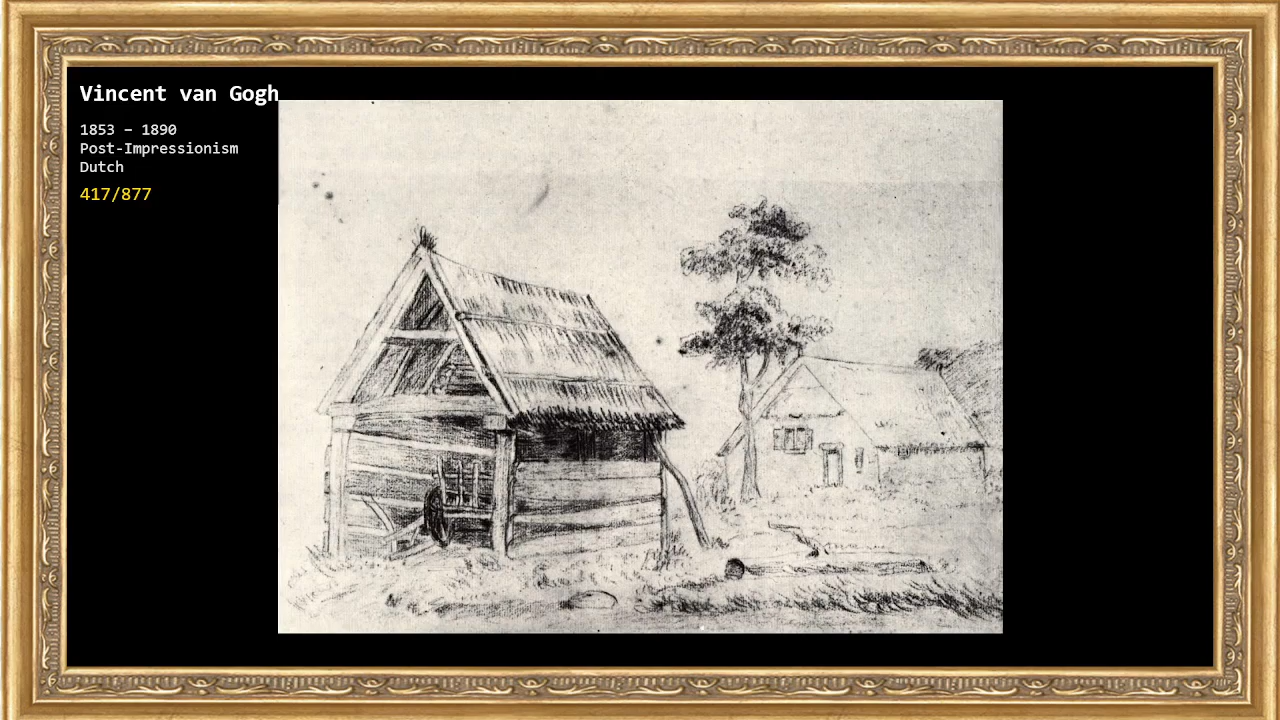 Vincent van Gogh
1853 – 1890
Post-Impressionism
Dutch
417/877